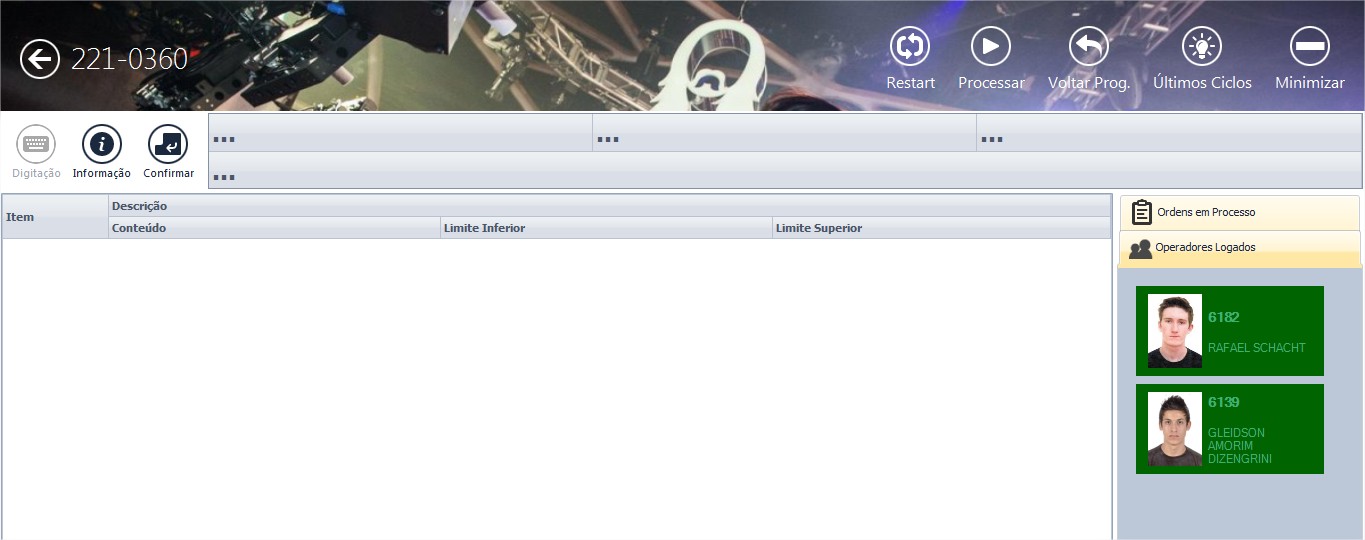 221-0360
Restart
Processar
Voltar Prog.
Últimos Ciclos
Minimizar
Digitação
Informação
Confirmar
...
...
...
...
Item
Descrição
Conteúdo
Limite Inferior
Limite Superior
Ordens em Processo
Operadores Logados
6182
RAFAEL SCHACHT
6139
GLEIDSON
AMORIM
DIZENGRINI